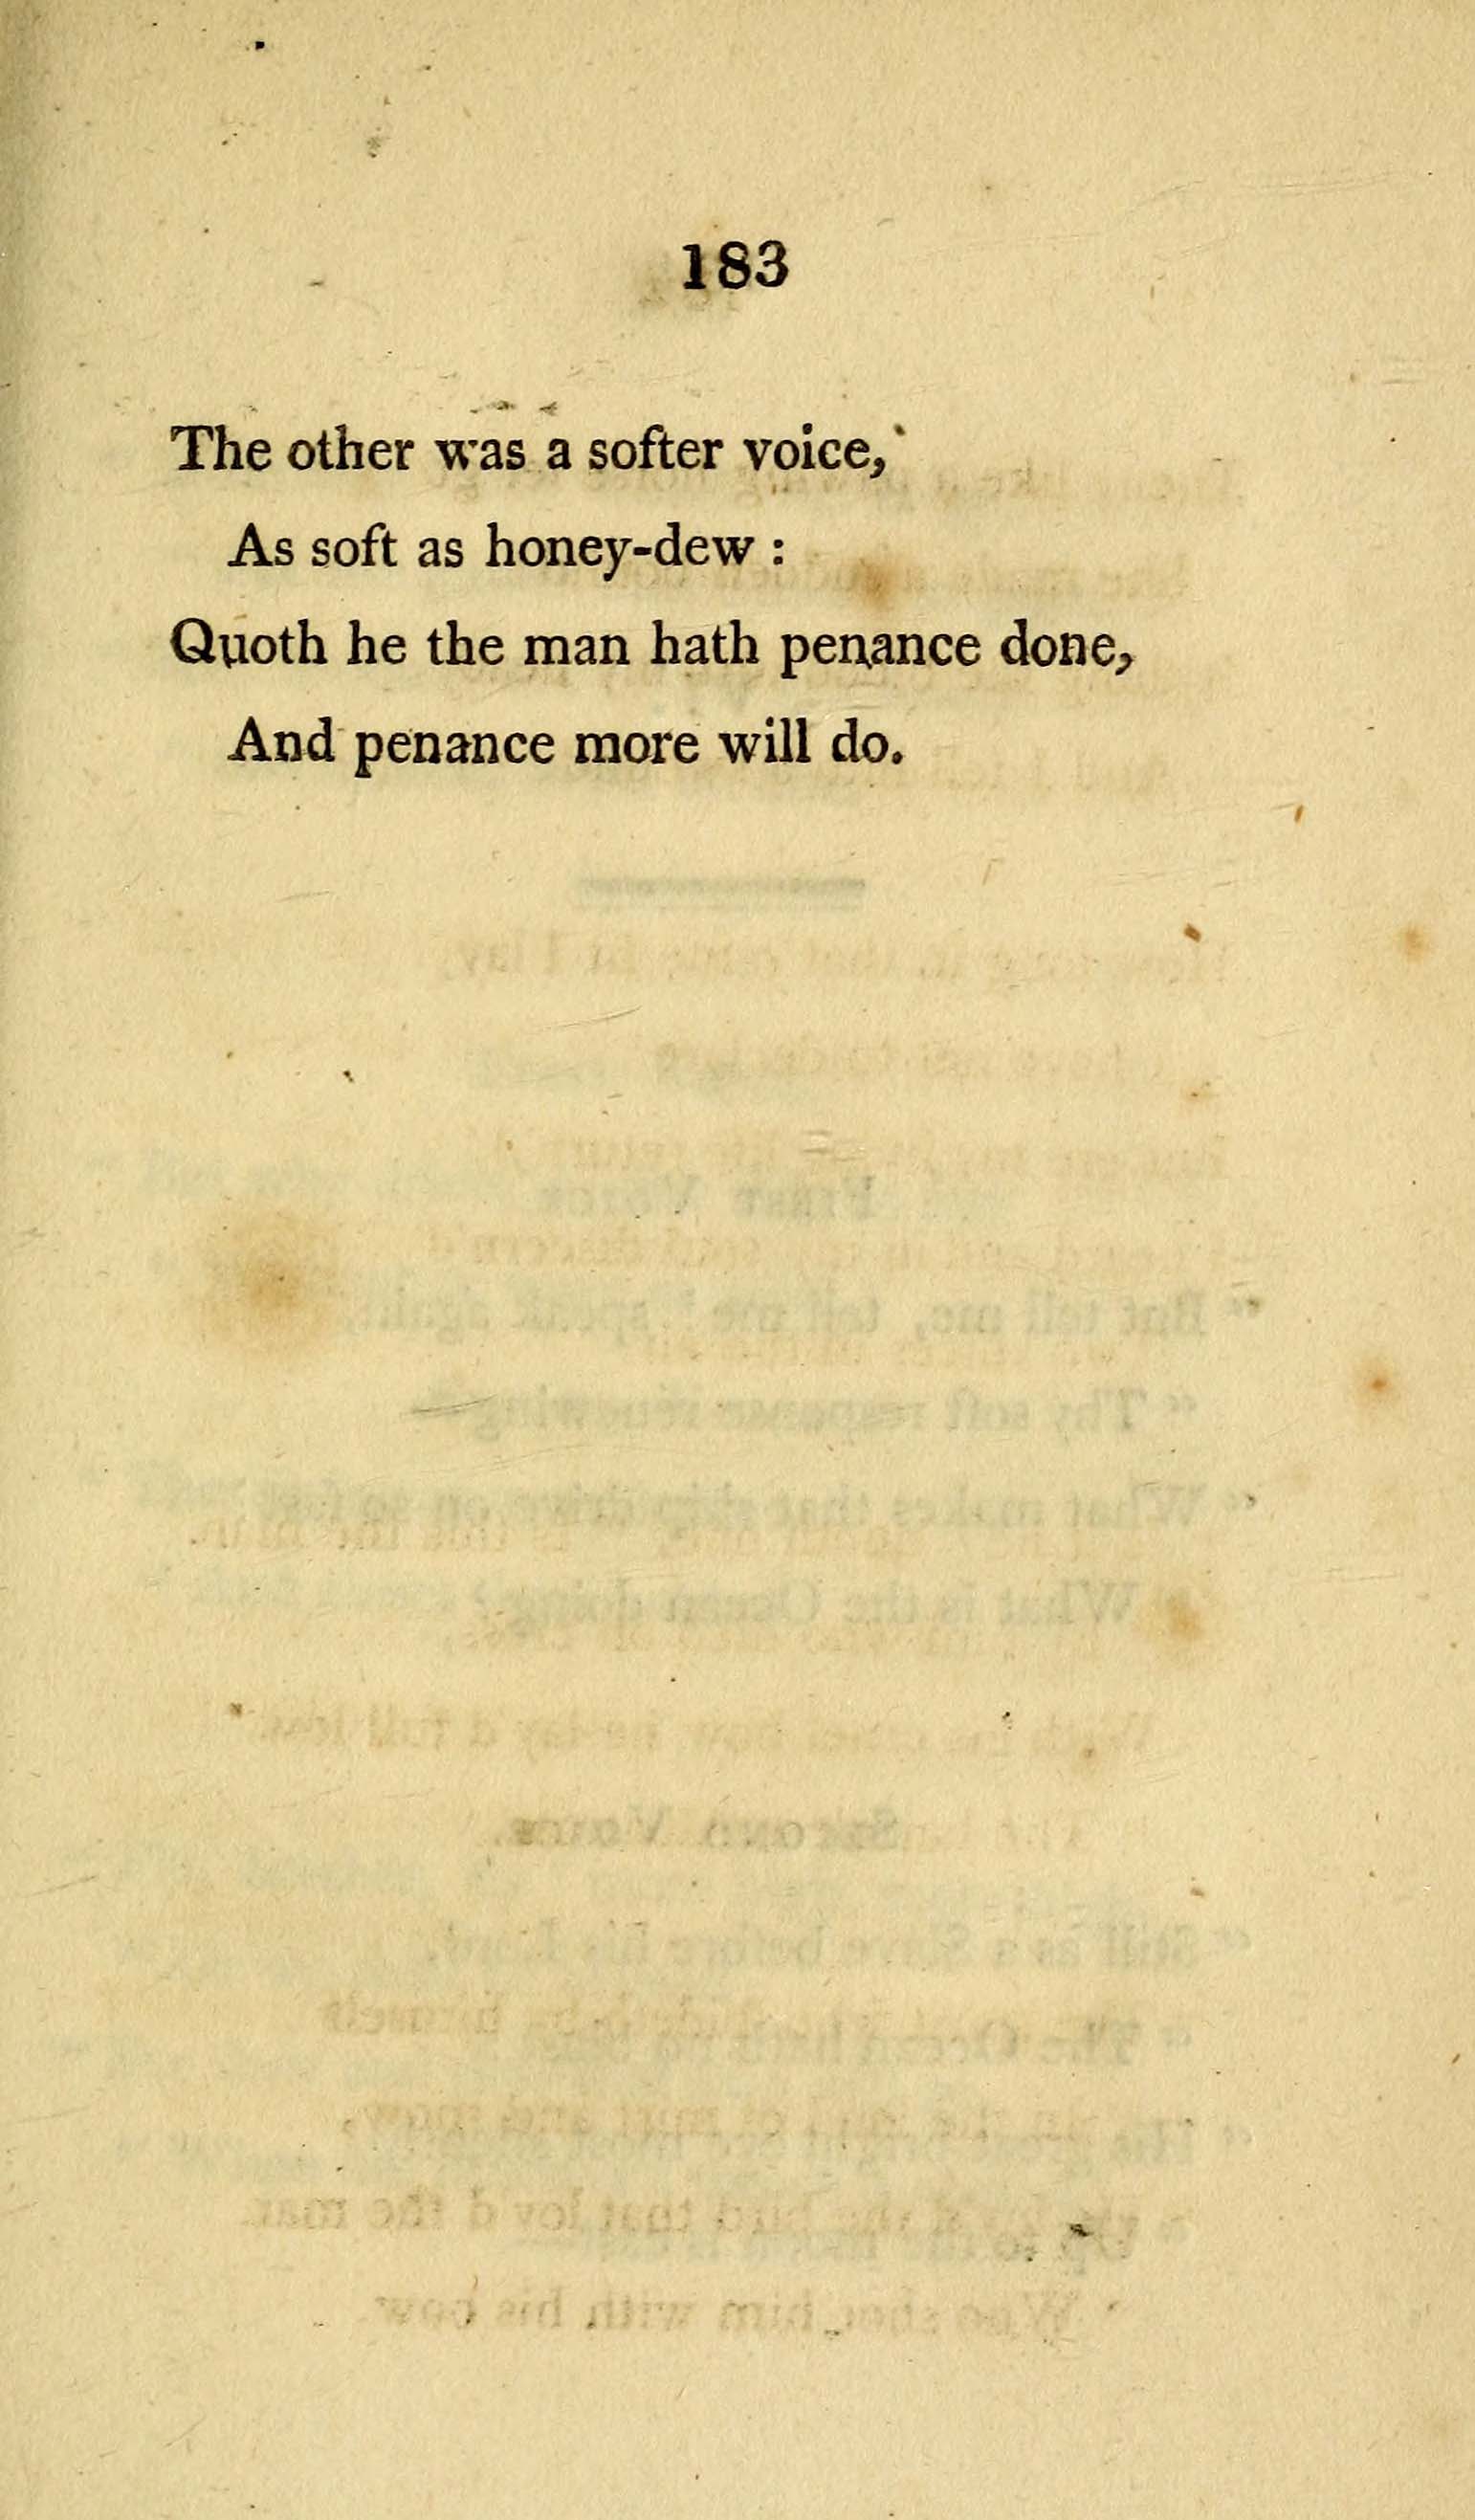 183
The other was a softer voice,
As soft as honey-dew :
Quoth he the man hath penance done,
And penance more will do.